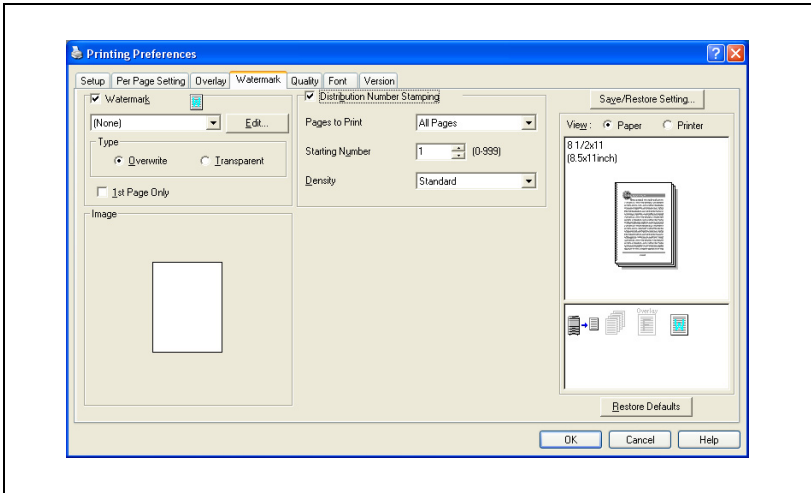 Printing Preferences
Setup Per Page Setting Overlay Watermark Quality Font Version
Watermark
(None) Edit...
Type
Overwrite Transparent
1st Page Only
Image
Distribution Number Stamping
Pages to Print All Pages
Starting Number 1 (0-999)
Density Standard
Save/Restore Setting...
View : Paper Printer
8 1/2x11
(8.5x11inch)
Overlay
Restore Defaults
OK Cancel Help